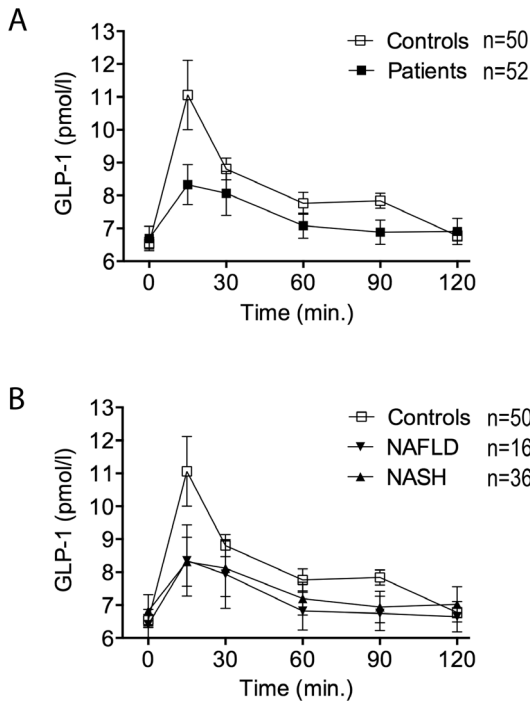 A
Controls n=50
Patients n=52
GLP-1 (pmol/l)
13
12
11
10
9
8
7
6
0 30 60 90 120
Time (min.)
B
Controls n=50
NAFLD n=16
NASH n=36
GLP-1 (pmol/l)
13
12
11
10
9
8
7
6
0 30 60 90 120
Time (min.)